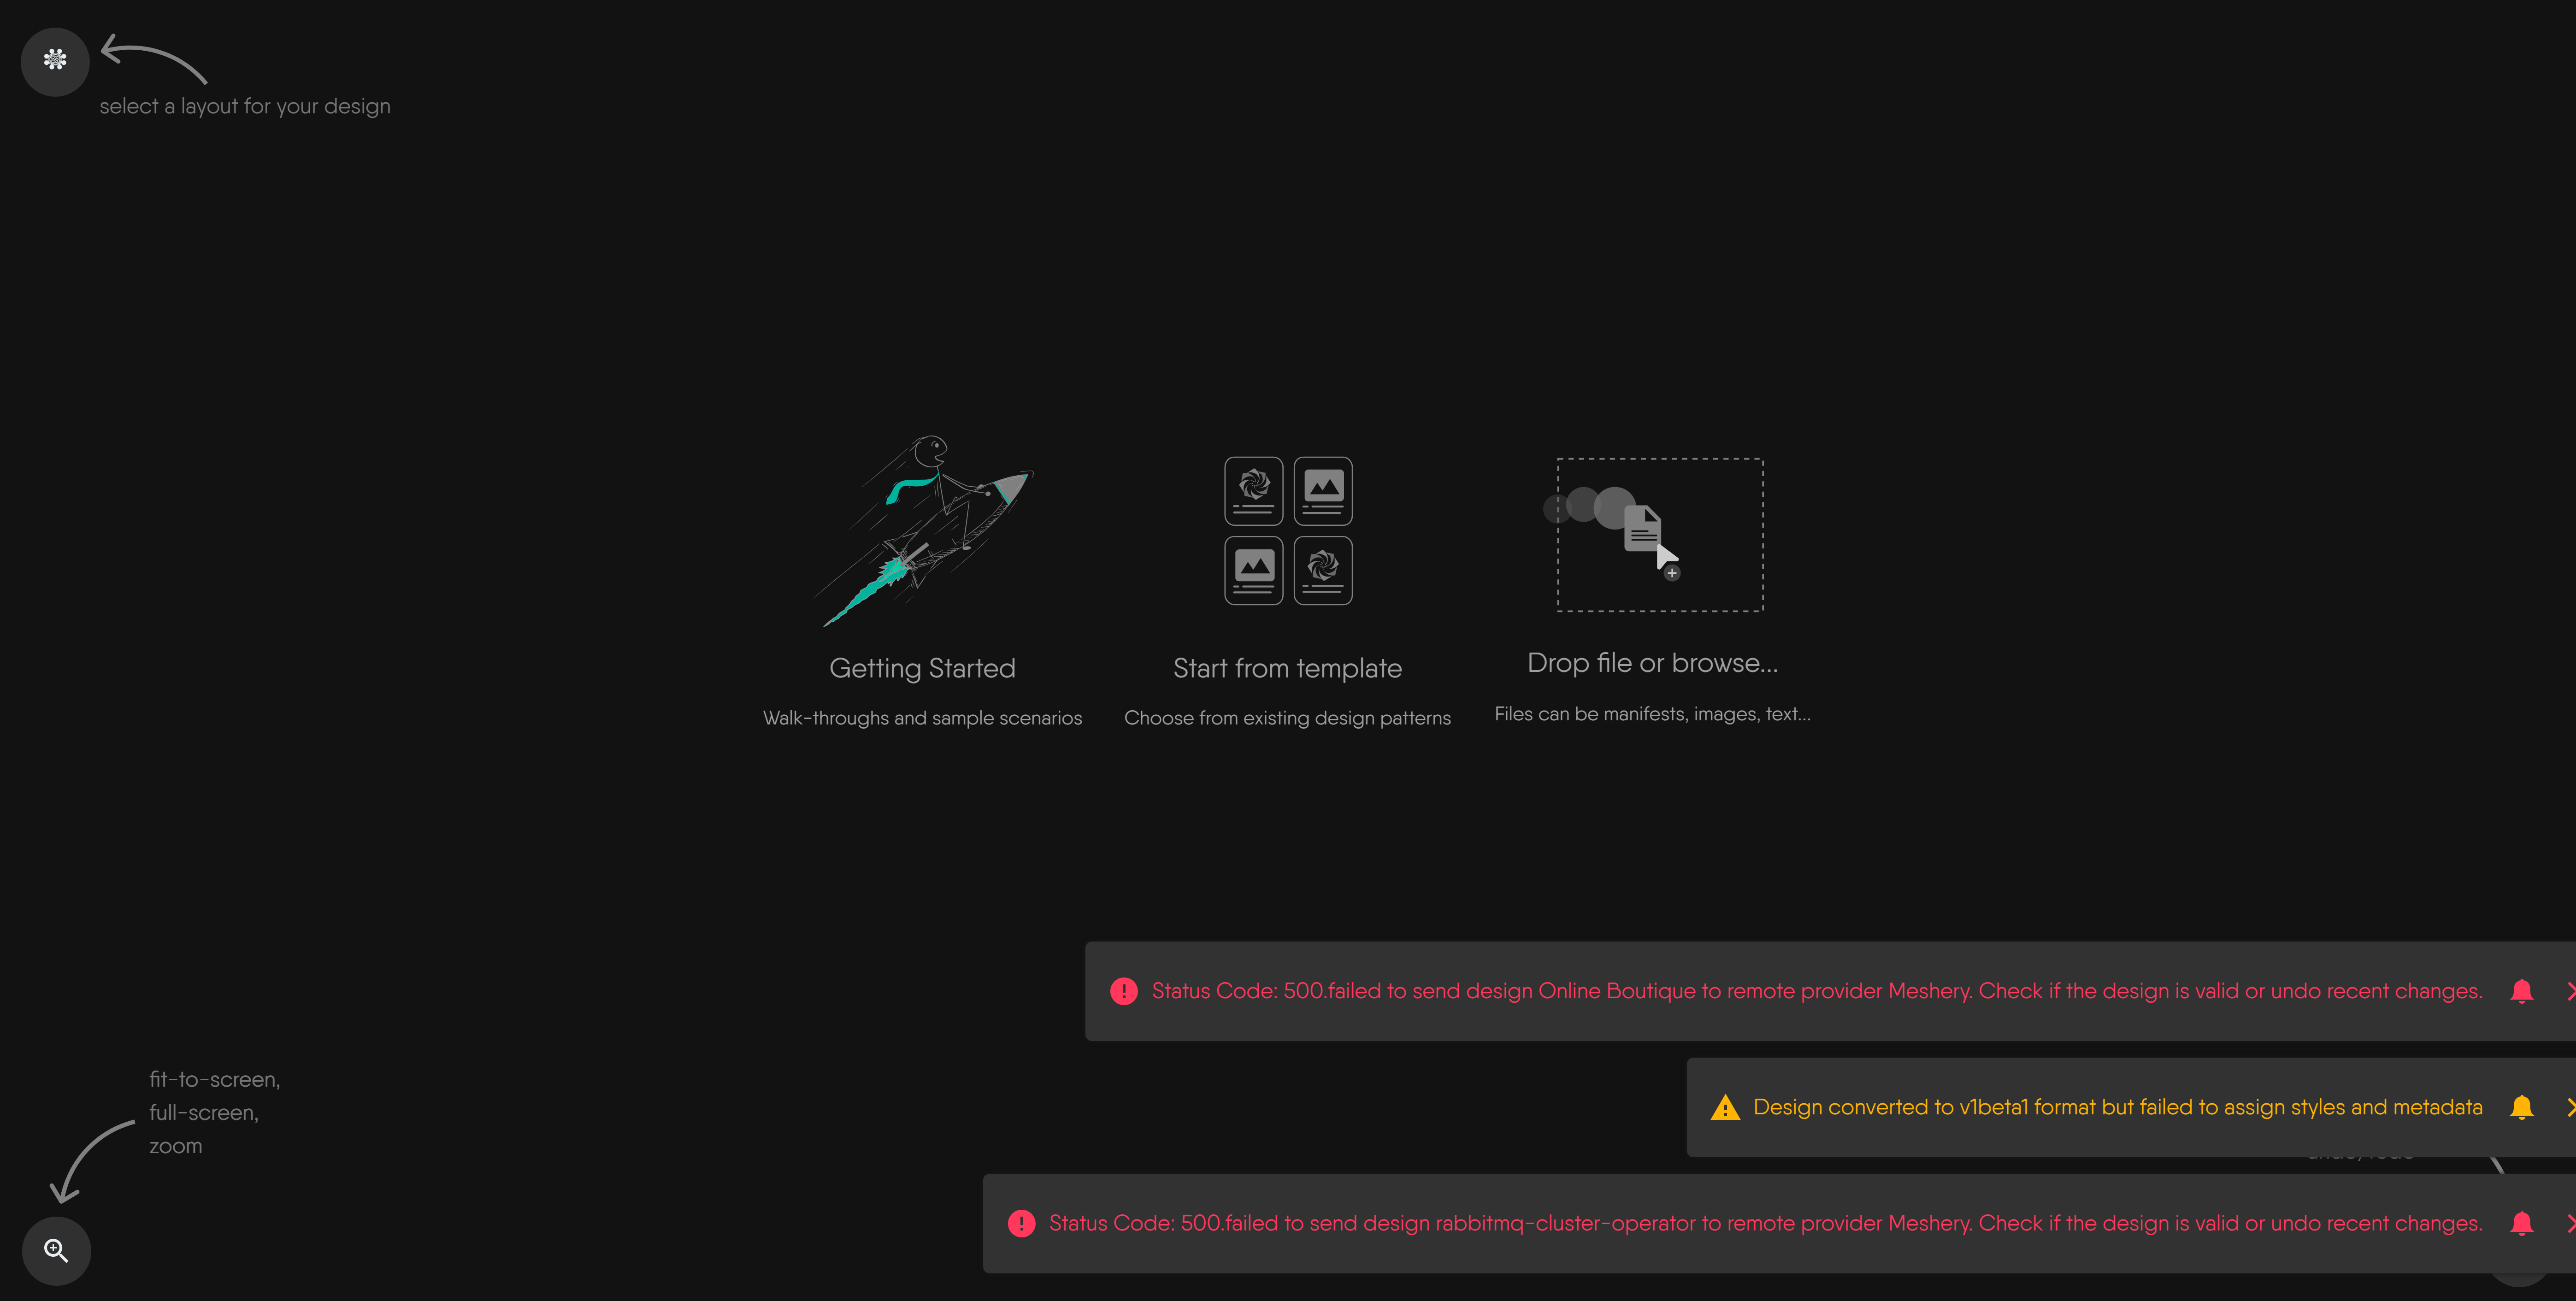 select a layout for your design
Getting Started
Start from template
Drop file or browse...
Walk-throughs and sample scenarios
Choose from existing design patterns
Files can be manifests, images, text...
Status Code: 500.failed to send design Online Boutique to remote provider Meshery. Check if the design is valid or undo recent changes.
fit-to-screen,
full-screen,
zoom
Design converted to v1beta1 format but failed to assign styles and metadata
Status Code: 500.failed to send design rabbitmq-cluster-operator to remote provider Meshery. Check if the design is valid or undo recent changes.